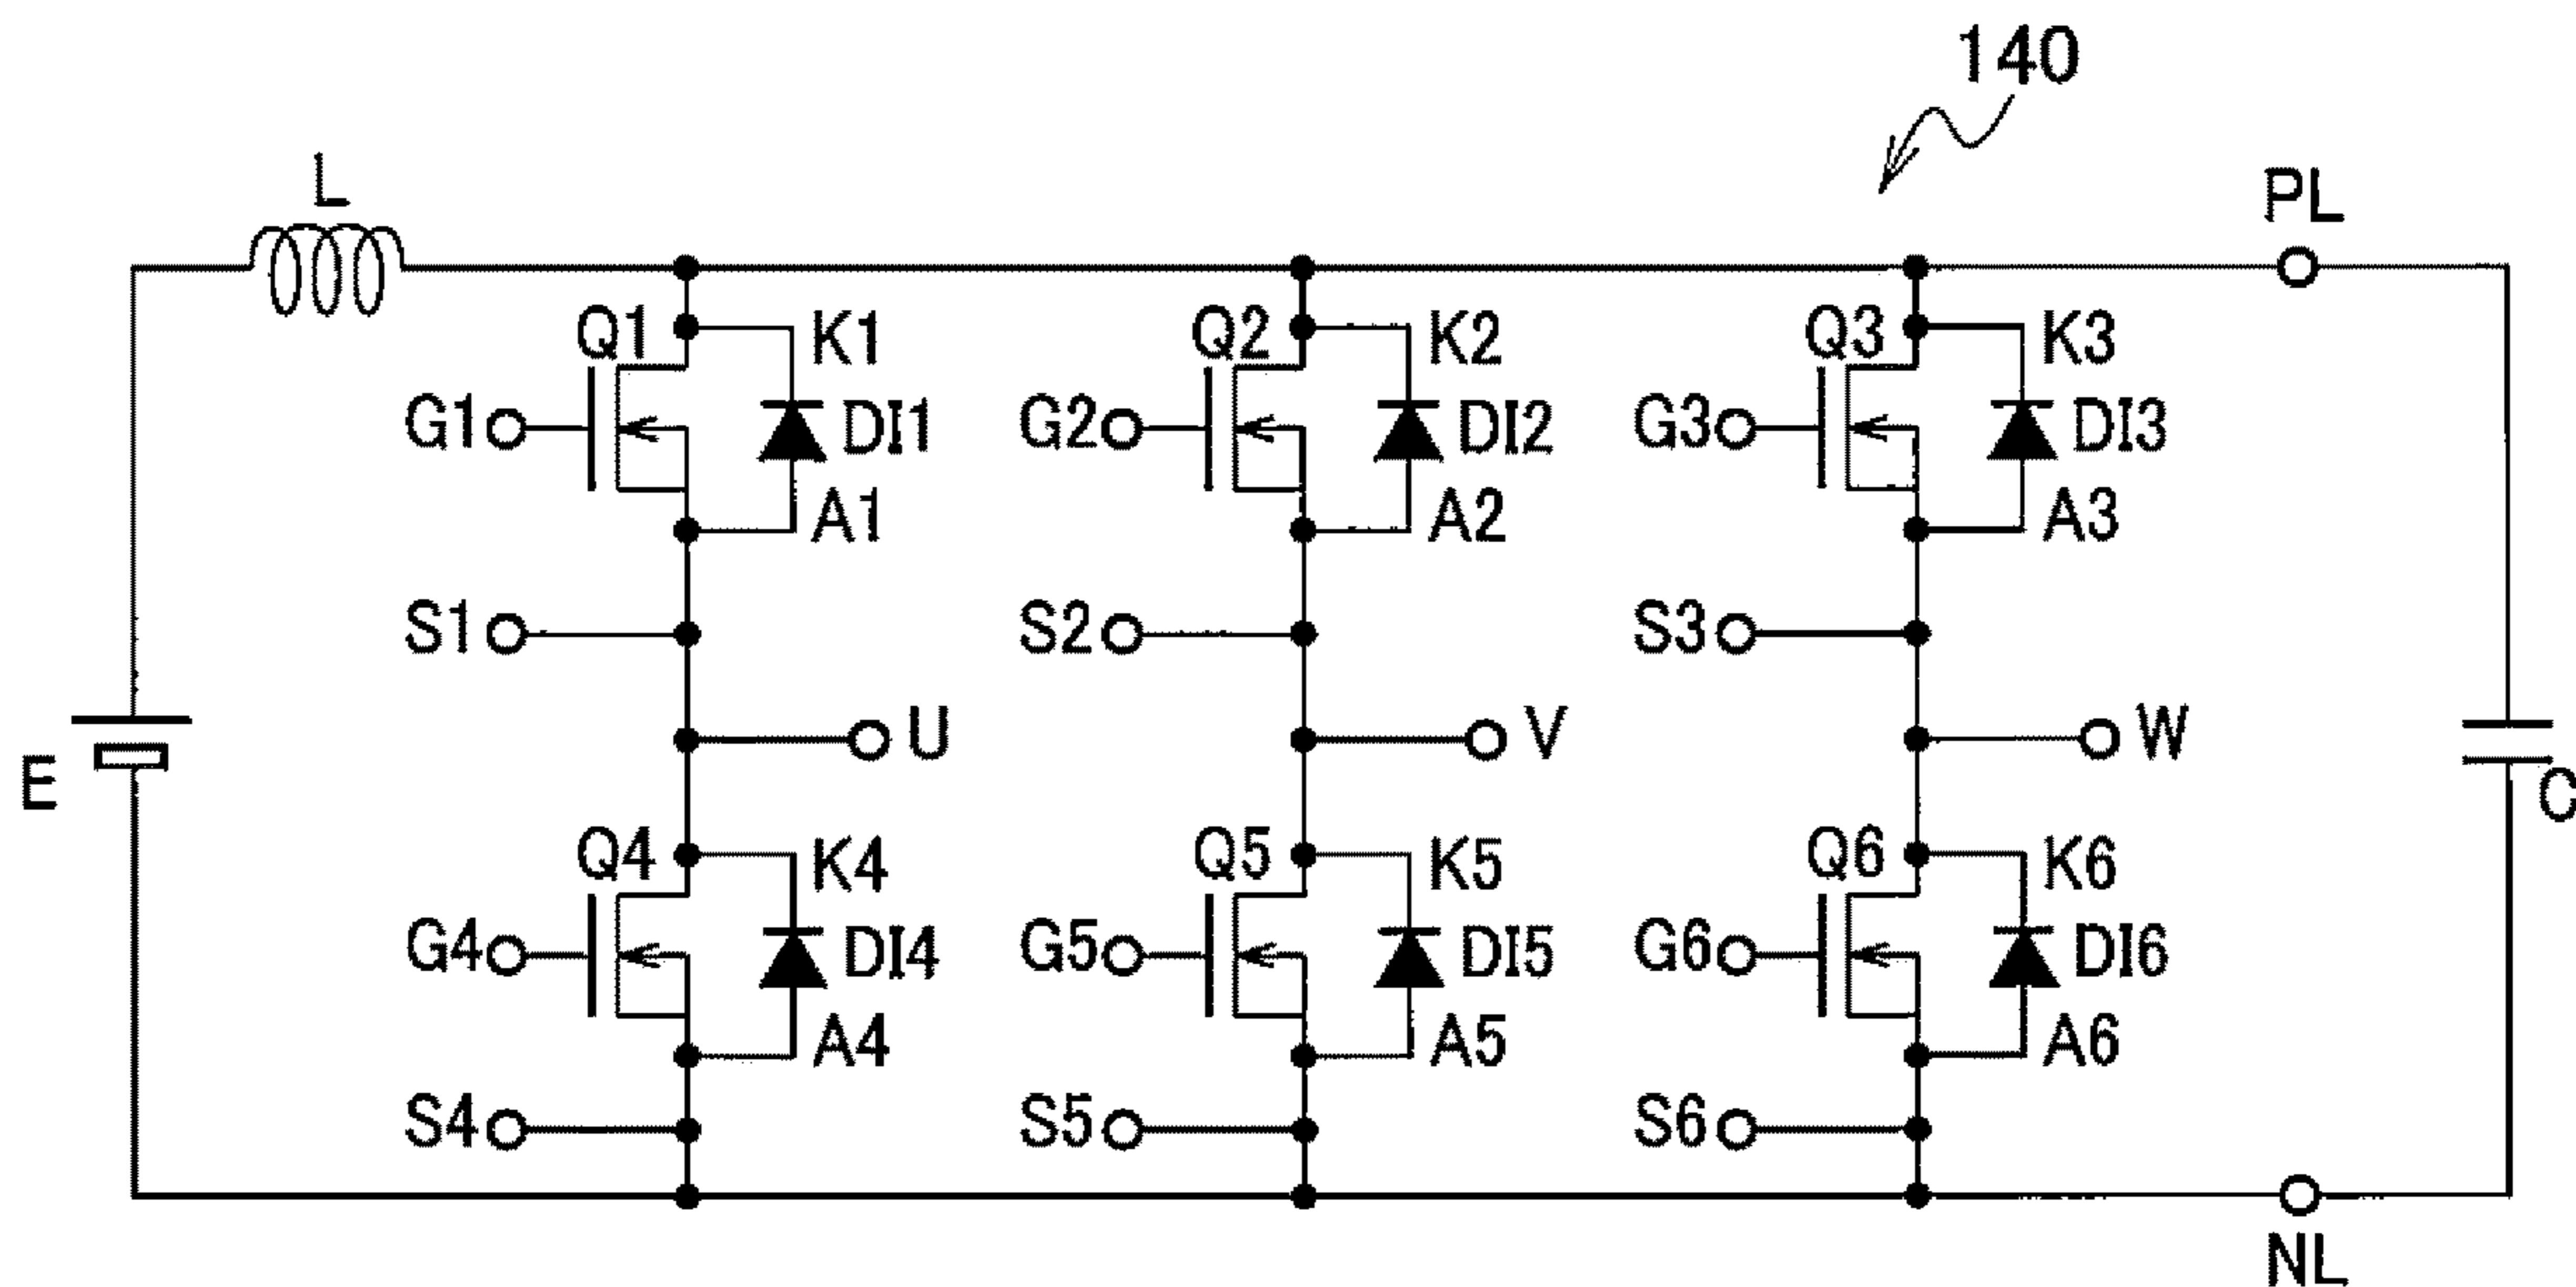 140
L
PL
Q1 K1 Q2 K2 Q3 K3
G1 DI1 G2 DI2 G3 DI3
A1 A2 A3
S1 S2 S3
U V W
E C
Q4 K4 Q5 K5 Q6 K6
G4 DI4 G5 DI5 G6 DI6
A4 A5 A6
S4 S5 S6
NL